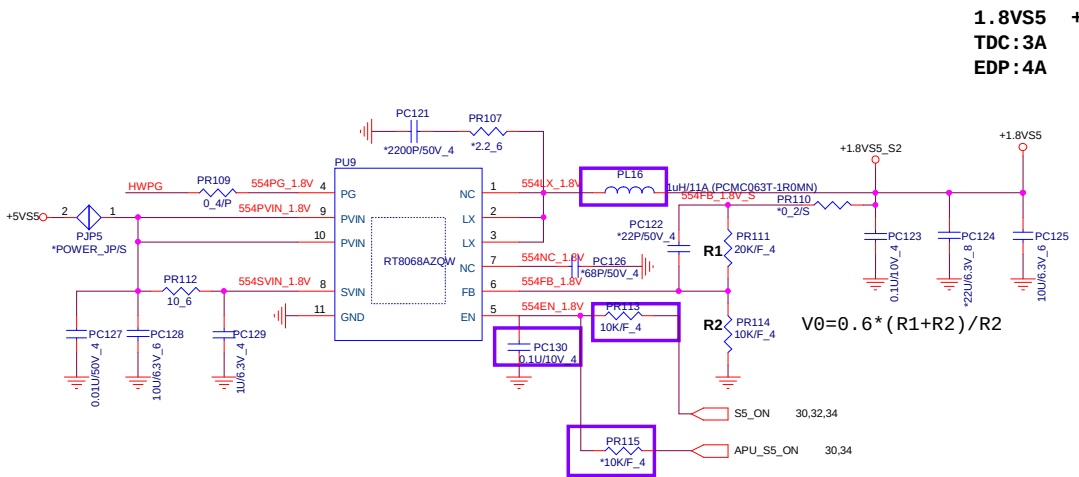 1.8VS5 +
TDC:3A
EDP:4A
PC121
PR107
*2200P/50V_4
*2.2_6
+1.8VS5
+1.8VS5_S2
PU9
HWPG
PR109
0_4/P
554PG_1.8V
4
PG
NC
1
554LX_1.8V
PL16
1uH/11A (PCMC063T-1R0MN)
554FB_1.8V_S
PR110
*0_2/S
+5VS5
2
1
PJP5
*POWER_JP/S
554PVIN_1.8V
9
PVIN
LX
2
10
PVIN
LX
3
RT8068AZQW
NC
7
554NC_1.8V
PC126
*68P/50V_4
PC122
*22P/50V_4
R1
PR111
20K/F_4
PC123
0.1U/10V_4
PC124
*22U/6.3V_8
PC125
10U/6.3V_6
PR112
10_6
554SVIN_1.8V
8
SVIN
FB
6
554FB_1.8V
11
GND
EN
5
554EN_1.8V
PR113
10K/F_4
R2
PR114
10K/F_4
V0=0.6*(R1+R2)/R2
PC127
0.01U/50V_4
PC128
10U/6.3V_6
PC129
1U/6.3V_4
PC130
0.1U/10V_4
S5_ON 30,32,34
PR115
*10K/F_4
APU_S5_ON 30,34